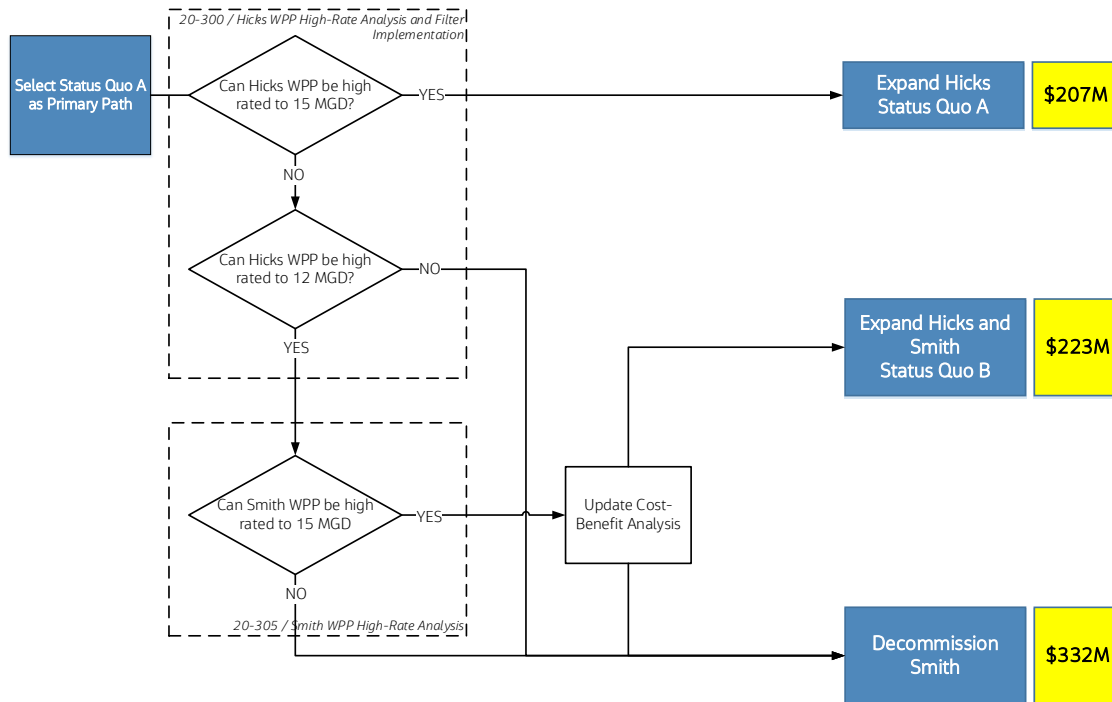 20-300 / Hicks WPP High-Rate Analysis and Filter
Implementation
Select Status Quo A
as Primary Path
Can Hicks WPP be high
rated to 15 MGD?
YES
Expand Hicks
Status Quo A
$207M
NO
Can Hicks WPP be high
rated to 12 MGD?
NO
YES
Expand Hicks and
Smith
Status Quo B
$223M
Can Smith WPP be high
rated to 15 MGD
YES
Update Cost-
Benefit Analysis
NO
20-305 / Smith WPP High-Rate Analysis
Decommission
Smith
$332M